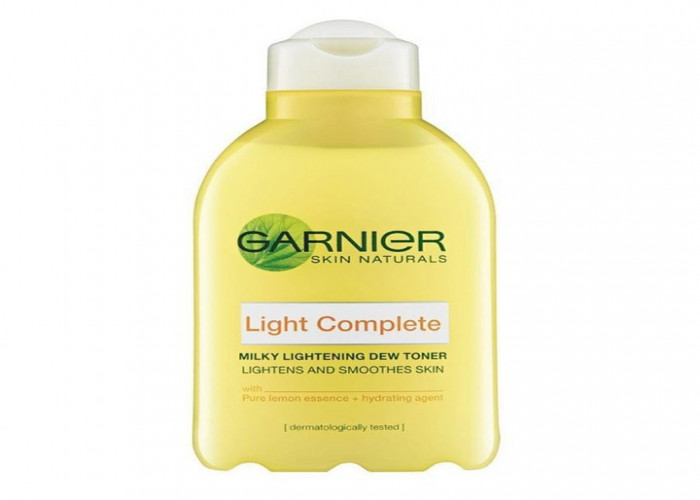 GARNIER
SKIN NATURALS
Light Complete
MILKY LIGHTENING DEW TONER
LIGHTENS AND SMOOTHES SKIN
with
Pure lemon essence + hydrating agent
[ dermatologically tested ]